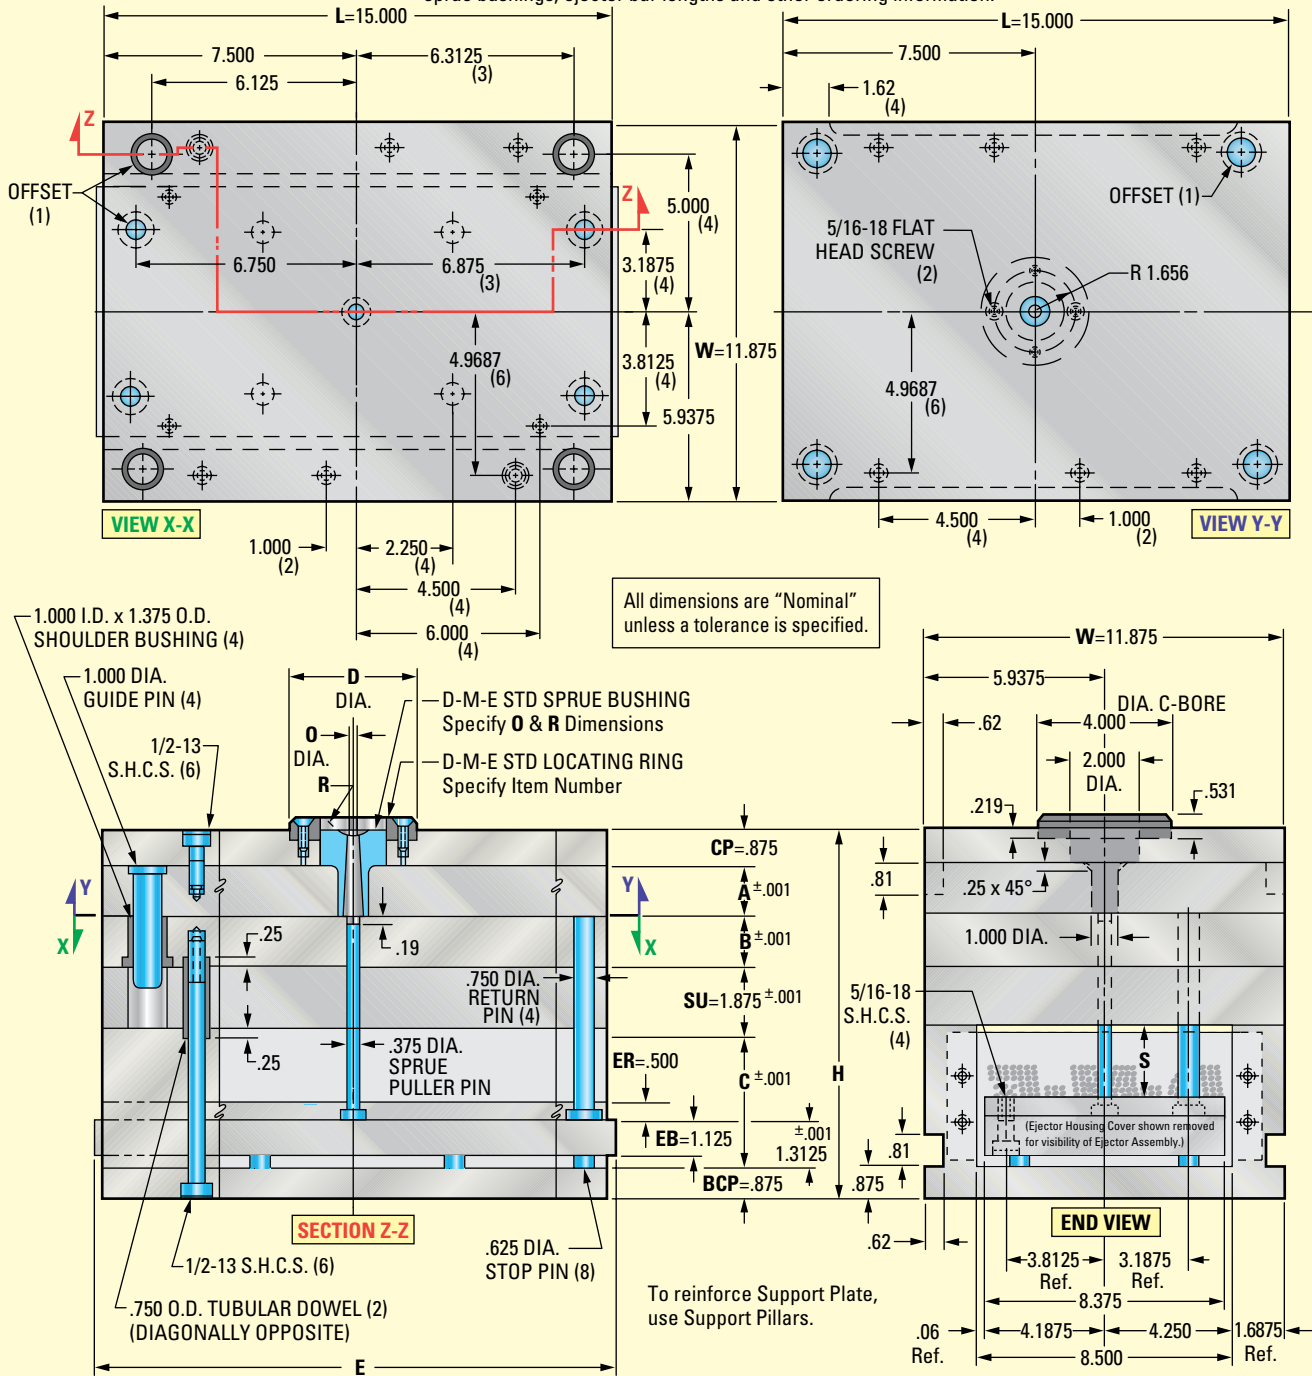 sprue bushings, ejector bar lengths and other ordering information.
L=15.000
7.500
6.3125
(3)
6.125
Z
OFFSET
(1)
Z
5.000
(4)
3.1875
(4)
6.750
6.875
(3)
4.9687
(6)
3.8125
(4)
5.9375
W=11.875
VIEW X-X
1.000
(2)
2.250
(4)
4.500
(4)
6.000
(4)
L=15.000
7.500
1.62
(4)
OFFSET (1)
5/16-18 FLAT
HEAD SCREW
(2)
R 1.656
4.9687
(6)
4.500
(4)
1.000
(2)
VIEW Y-Y
All dimensions are “Nominal”
unless a tolerance is specified.
1.000 I.D. x 1.375 O.D.
SHOULDER BUSHING (4)
1.000 DIA.
GUIDE PIN (4)
1/2-13
S.H.C.S. (6)
D
DIA.
O
DIA.
R
D-M-E STD SPRUE BUSHING
Specify O & R Dimensions
D-M-E STD LOCATING RING
Specify Item Number
CP=.875
A ±.001
B ±.001
SU=1.875 ±.001
C ±.001
H
Y
X
Y
X
.25
.19
.25
.750 DIA.
RETURN
PIN (4)
.375 DIA.
SPRUE
PULLER PIN
ER=.500
EB=1.125
±.001
1.3125
BCP=.875
SECTION Z-Z
1/2-13 S.H.C.S. (6)
.625 DIA.
STOP PIN (8)
.750 O.D. TUBULAR DOWEL (2)
(DIAGONALLY OPPOSITE)
E
To reinforce Support Plate,
use Support Pillars.
W=11.875
5.9375
DIA. C-BORE
4.000
.62
2.000
DIA.
.219
.531
.81
.25 x 45°
1.000 DIA.
5/16-18
S.H.C.S.
(4)
S
(Ejector Housing Cover shown removed
for visibility of Ejector Assembly.)
.81
.875
END VIEW
.62
3.8125
Ref.
3.1875
Ref.
8.375
.06
Ref.
4.1875
4.250
1.6875
Ref.
8.500